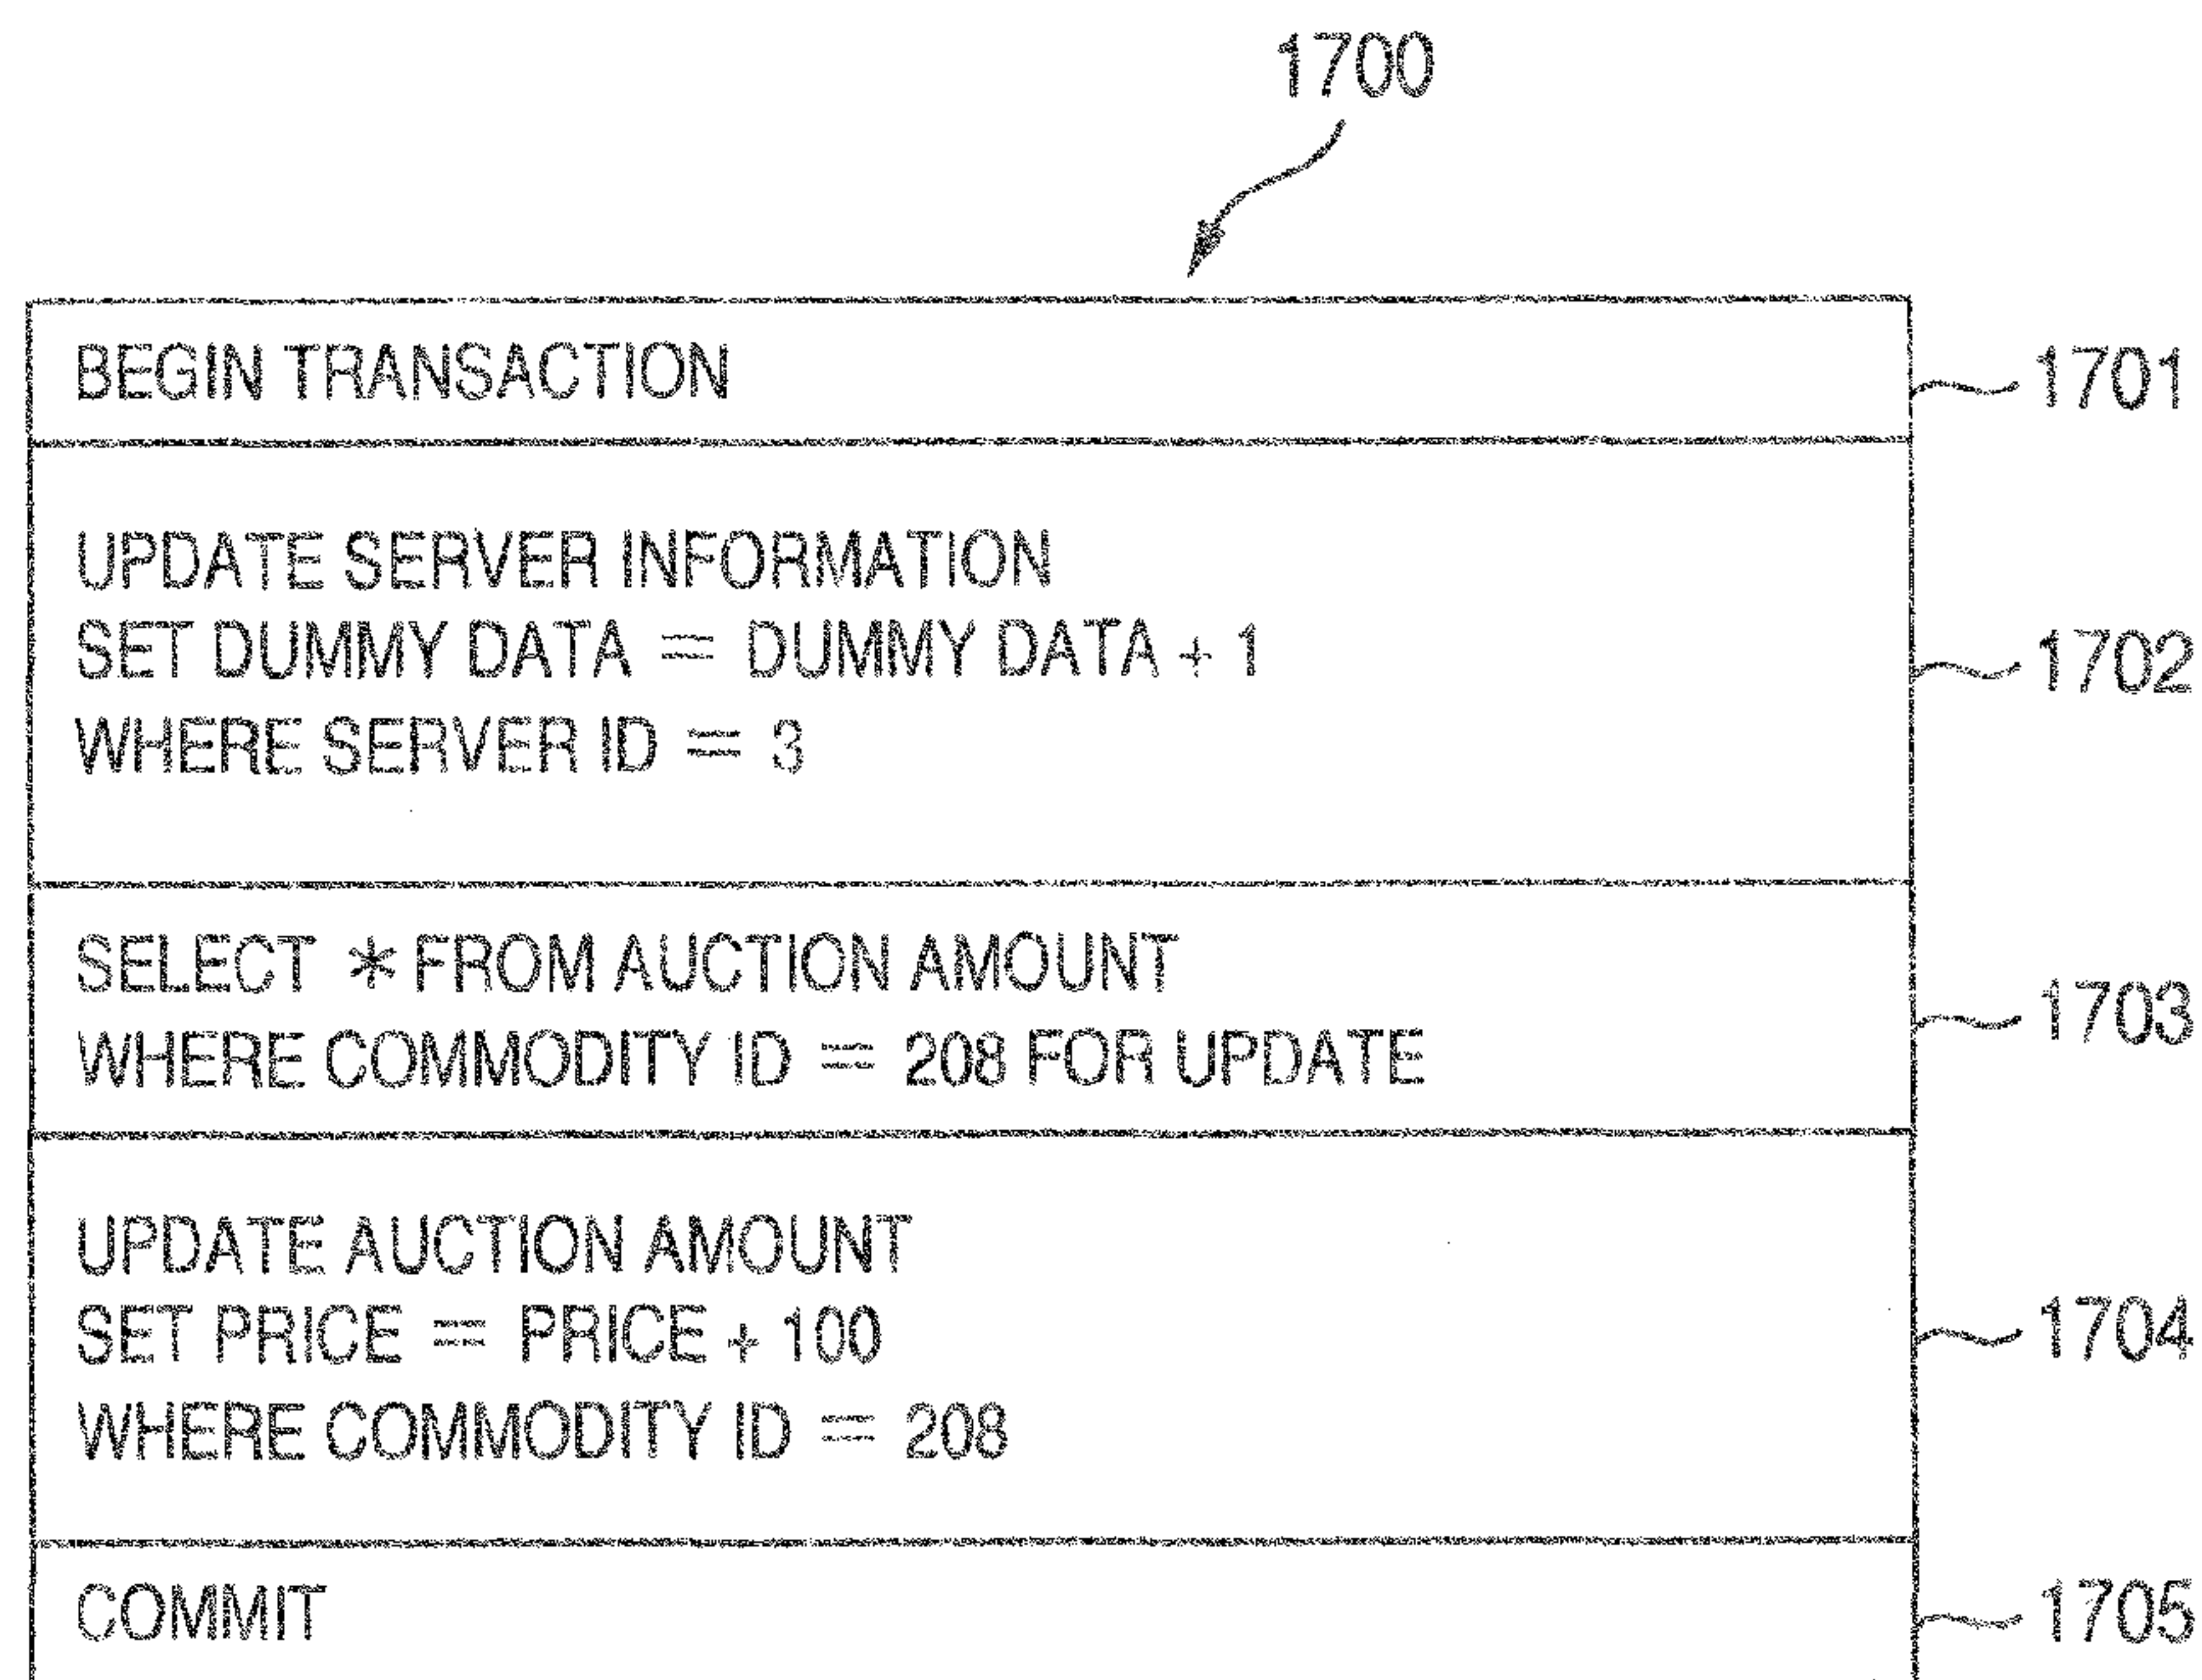 1700
BEGIN TRANSACTION
1701
UPDATE SERVER INFORMATION
SET DUMMY DATA = DUMMY DATA + 1
1702
WHERE SERVER ID = 3
SELECT * FROM AUCTION AMOUNT
1703
WHERE COMMODITY ID = 208 FOR UPDATE
UPDATE AUCTION AMOUNT
SET PRICE = PRICE + 100
1704
WHERE COMMODITY ID = 208
COMMIT
1705